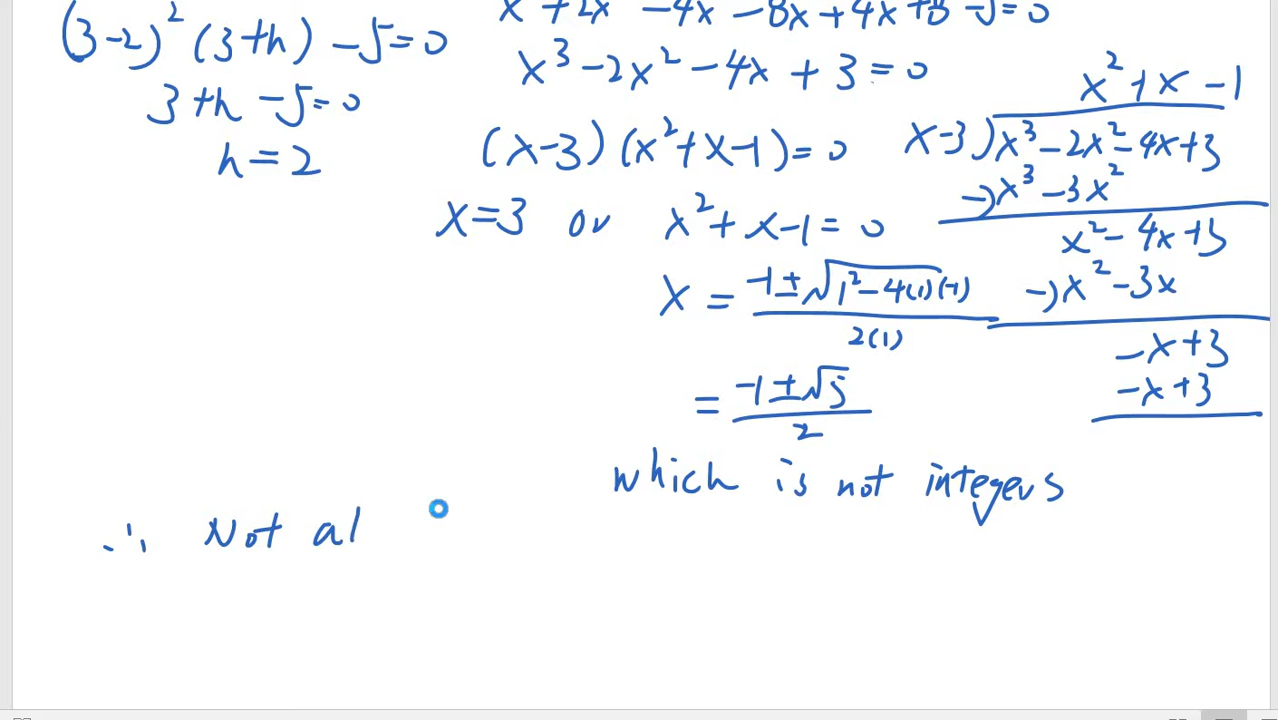 (3-2)² (3+h) -5=0
3+h -5=0
h=2
x³-2x²-4x+3=0
(x-3)(x²+x-1)=0
x=3 or x²+x-1=0
x = (-1±√(1²-4(1)(-1)))/(2(1))
= (-1±√5)/2
which is not integers
x²+x-1
x-3)x³-2x²-4x+3
-)x³-3x²
x²-4x+3
-)x²-3x
-x+3
-x+3
∴ Not al